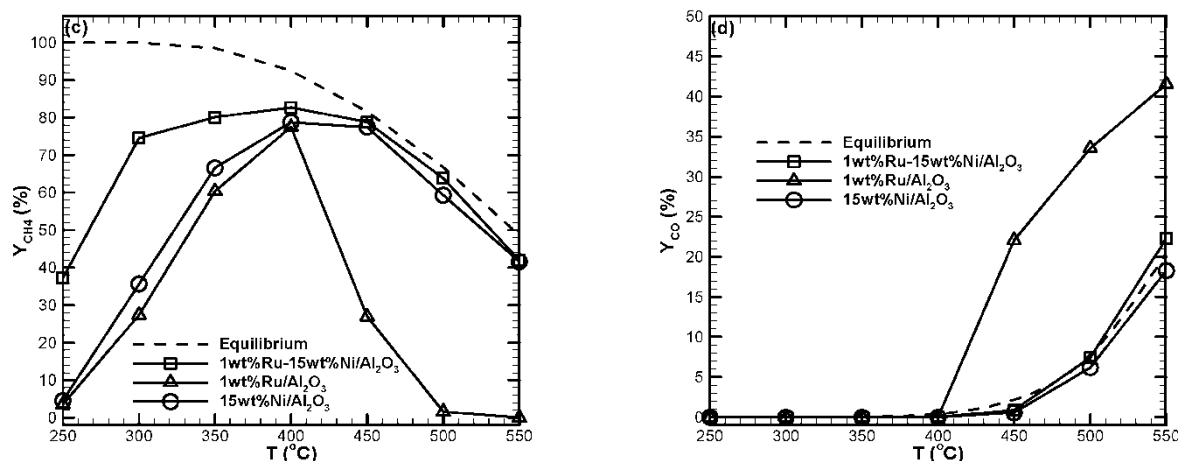 (c)
100
90
80
70
60
50
40
30
20
10
0
Y_CH4 (%)
Equilibrium
1wt%Ru-15wt%Ni/Al₂O₃
1wt%Ru/Al₂O₃
15wt%Ni/Al₂O₃
250 300 350 400 450 500 550
T (°C)
(d)
50
45
40
35
30
25
20
15
10
5
0
Y_CO (%)
Equilibrium
1wt%Ru-15wt%Ni/Al₂O₃
1wt%Ru/Al₂O₃
15wt%Ni/Al₂O₃
250 300 350 400 450 500 550
T (°C)